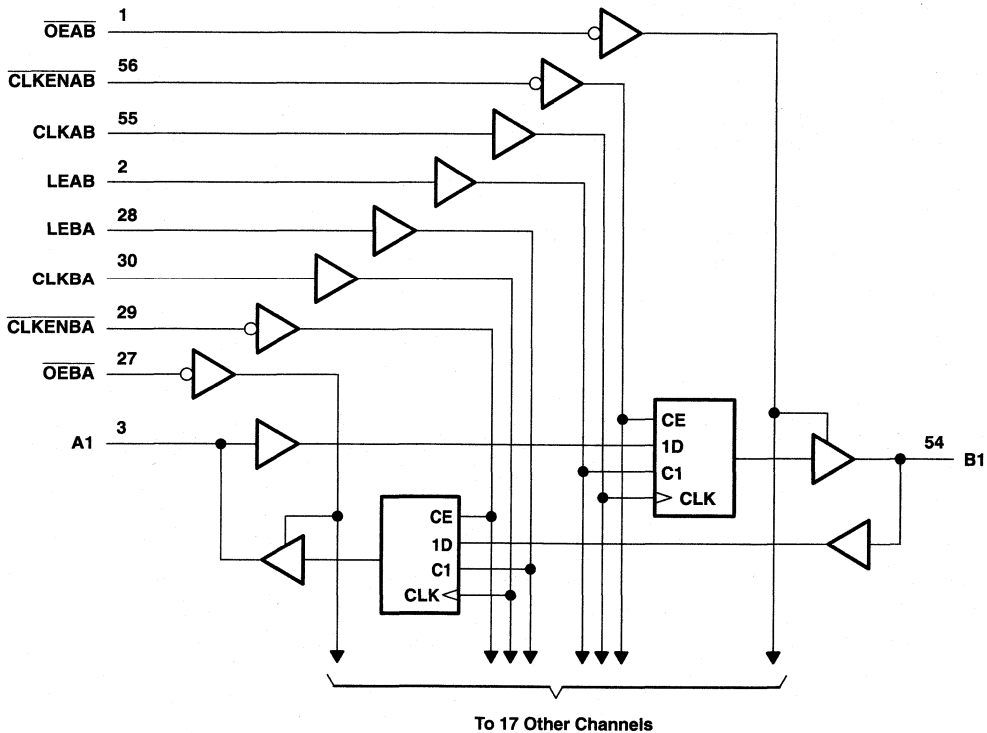 OEAB 1
CLKENAB 56
CLKAB 55
LEAB 2
LEBA 28
CLKBA 30
CLKENBA 29
OEBA 27
A1 3
CE
1D
C1
CLK
54 B1
CE
1D
C1
CLK
To 17 Other Channels